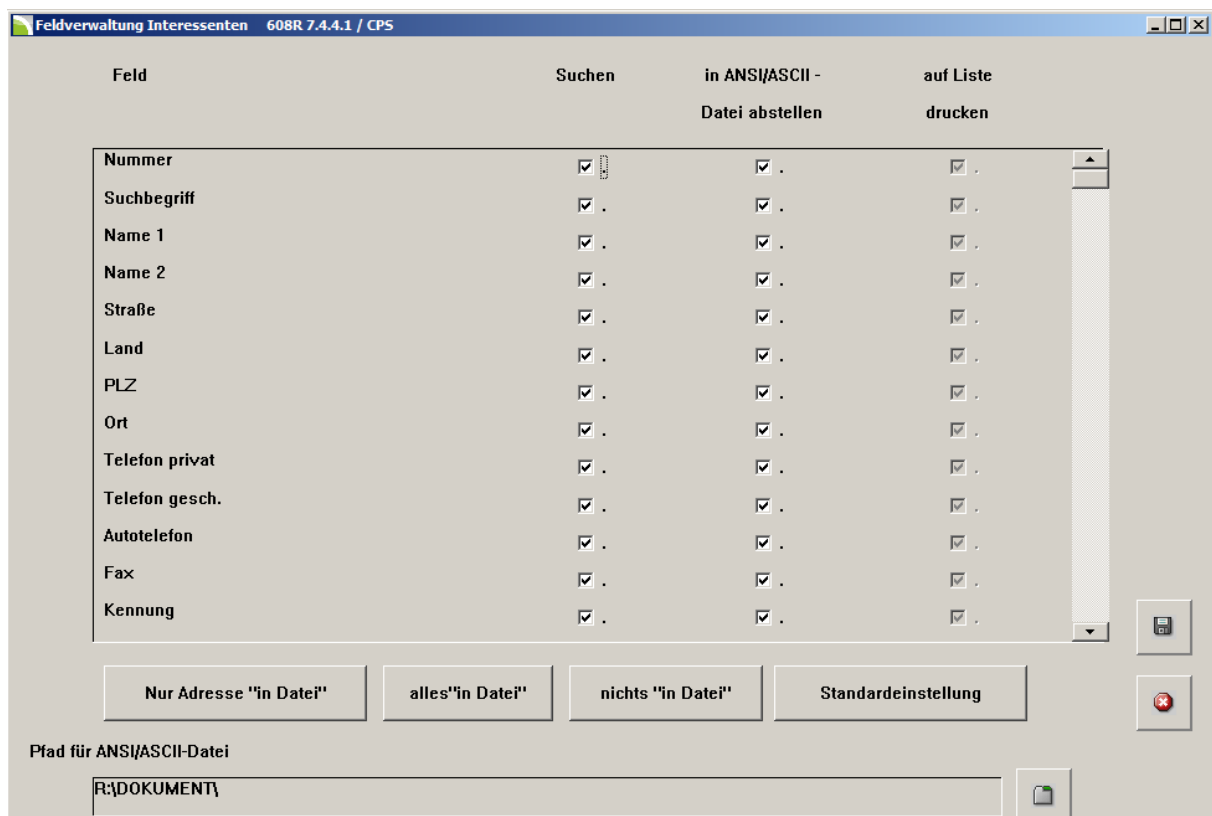 Feldverwaltung Interessenten 608R 7.4.4.1 / CPS
Feld Suchen in ANSI/ASCII - auf Liste
Datei abstellen drucken
Nummer . . .
Suchbegriff . . .
Name 1 . . .
Name 2 . . .
Straße . . .
Land . . .
PLZ . . .
Ort . . .
Telefon privat . . .
Telefon gesch. . . .
Autotelefon . . .
Fax . . .
Kennung . . .
Nur Adresse "in Datei" alles"in Datei" nichts "in Datei" Standardeinstellung
Pfad für ANSI/ASCII-Datei
R:\DOKUMENT\